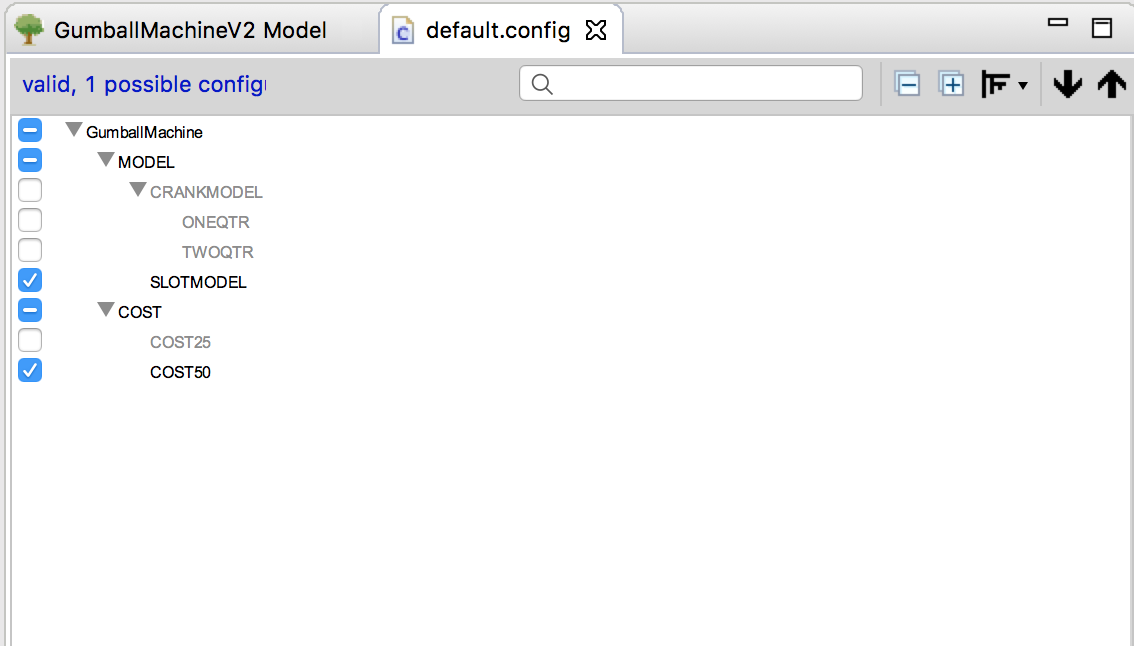 GumballMachineV2 Model
default.config
valid, 1 possible config
GumballMachine
MODEL
CRANKMODEL
ONEQTR
TWOQTR
SLOTMODEL
COST
COST25
COST50